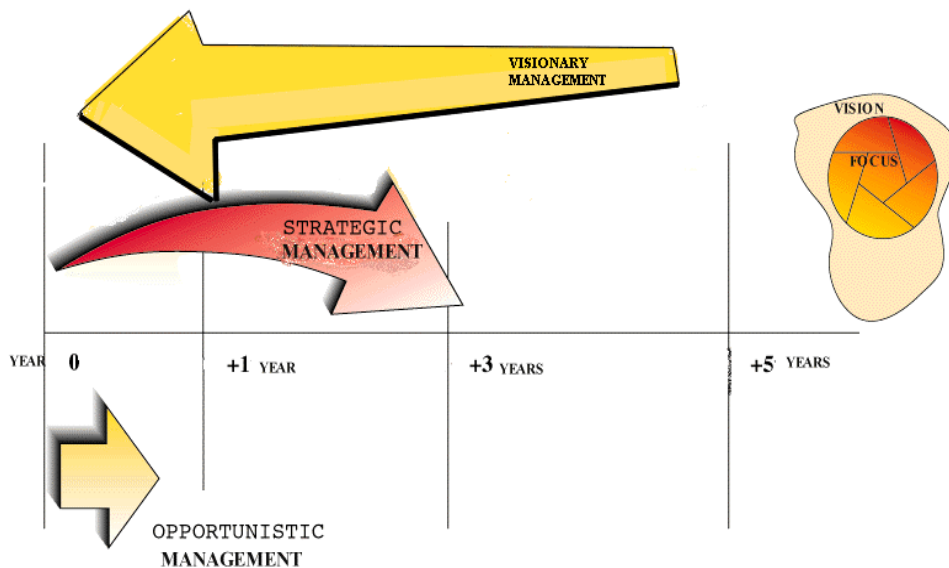 VISIONARY
MANAGEMENT
VISION
FOCUS
STRATEGIC
MANAGEMENT
YEAR 0 +1 YEAR +3 YEARS +5 YEARS
OPPORTUNISTIC
MANAGEMENT